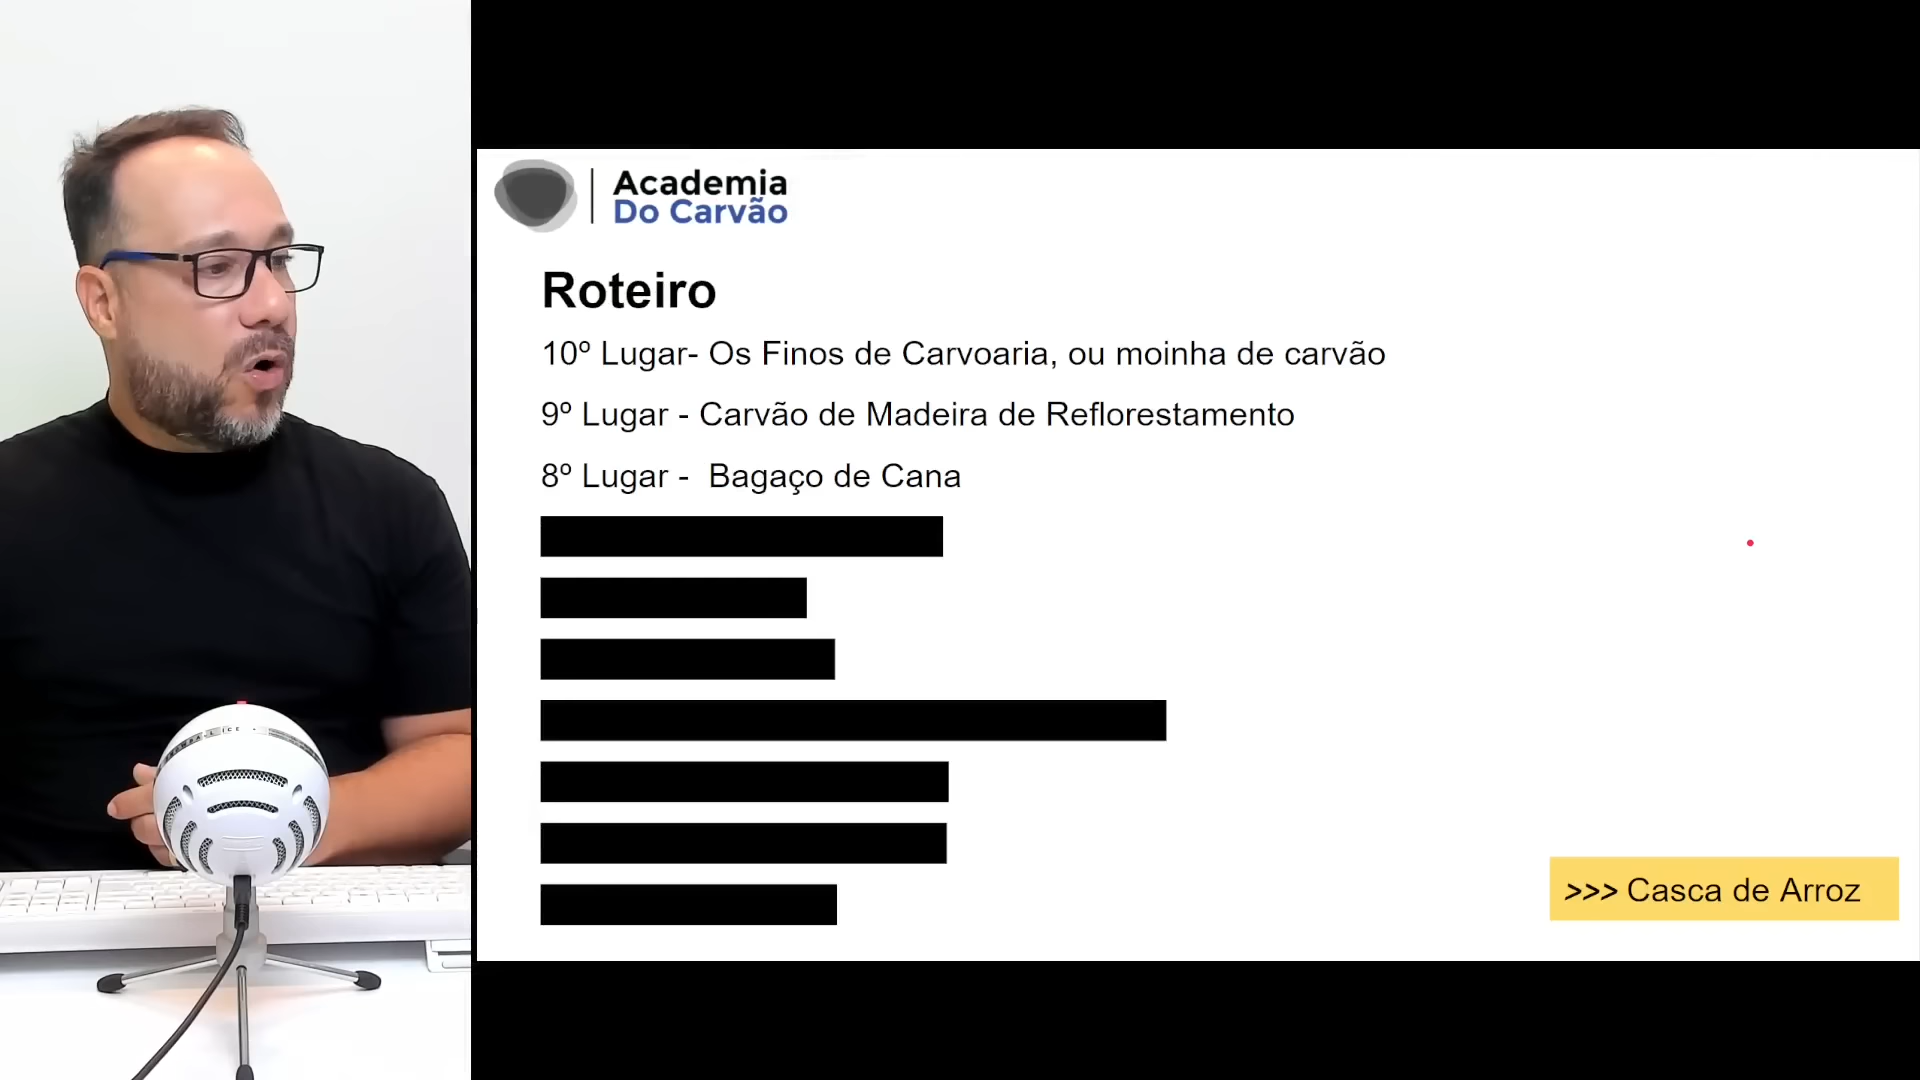 Academia
Do Carvão
Roteiro
10º Lugar- Os Finos de Carvoaria, ou moinha de carvão
9º Lugar - Carvão de Madeira de Reflorestamento
8º Lugar - Bagaço de Cana
>>> Casca de Arroz